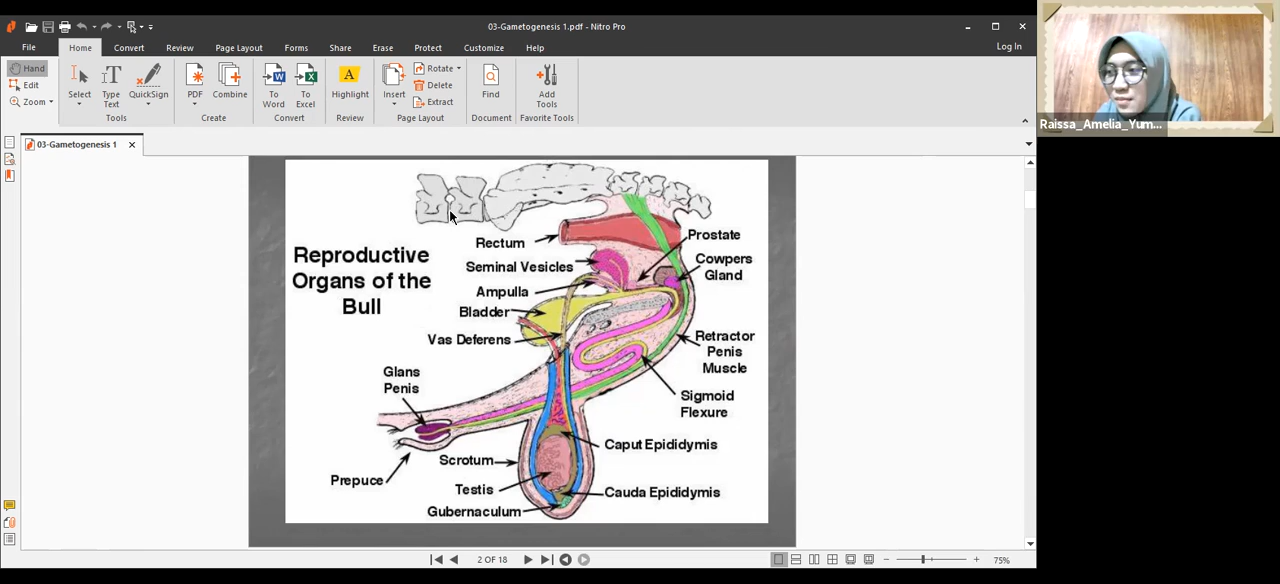 03-Gametogenesis 1.pdf - Nitro Pro
File Home Convert Review Page Layout Forms Share Erase Protect Customize Help Log In
Hand
Edit
Zoom
Select
Type Text
QuickSign
PDF
Combine
To Word
To Excel
Highlight
Insert
Rotate
Delete
Extract
Find
Add Tools
Tools Create Convert Review Page Layout Document Favorite Tools
03-Gametogenesis 1
Reproductive
Organs of the
Bull
Rectum
Seminal Vesicles
Ampulla
Bladder
Vas Deferens
Glans
Penis
Prepuce
Scrotum
Testis
Gubernaculum
Prostate
Cowpers
Gland
Retractor
Penis
Muscle
Sigmoid
Flexure
Caput Epididymis
Cauda Epididymis
2 OF 18
75%
Raissa_Amelia_Yum...